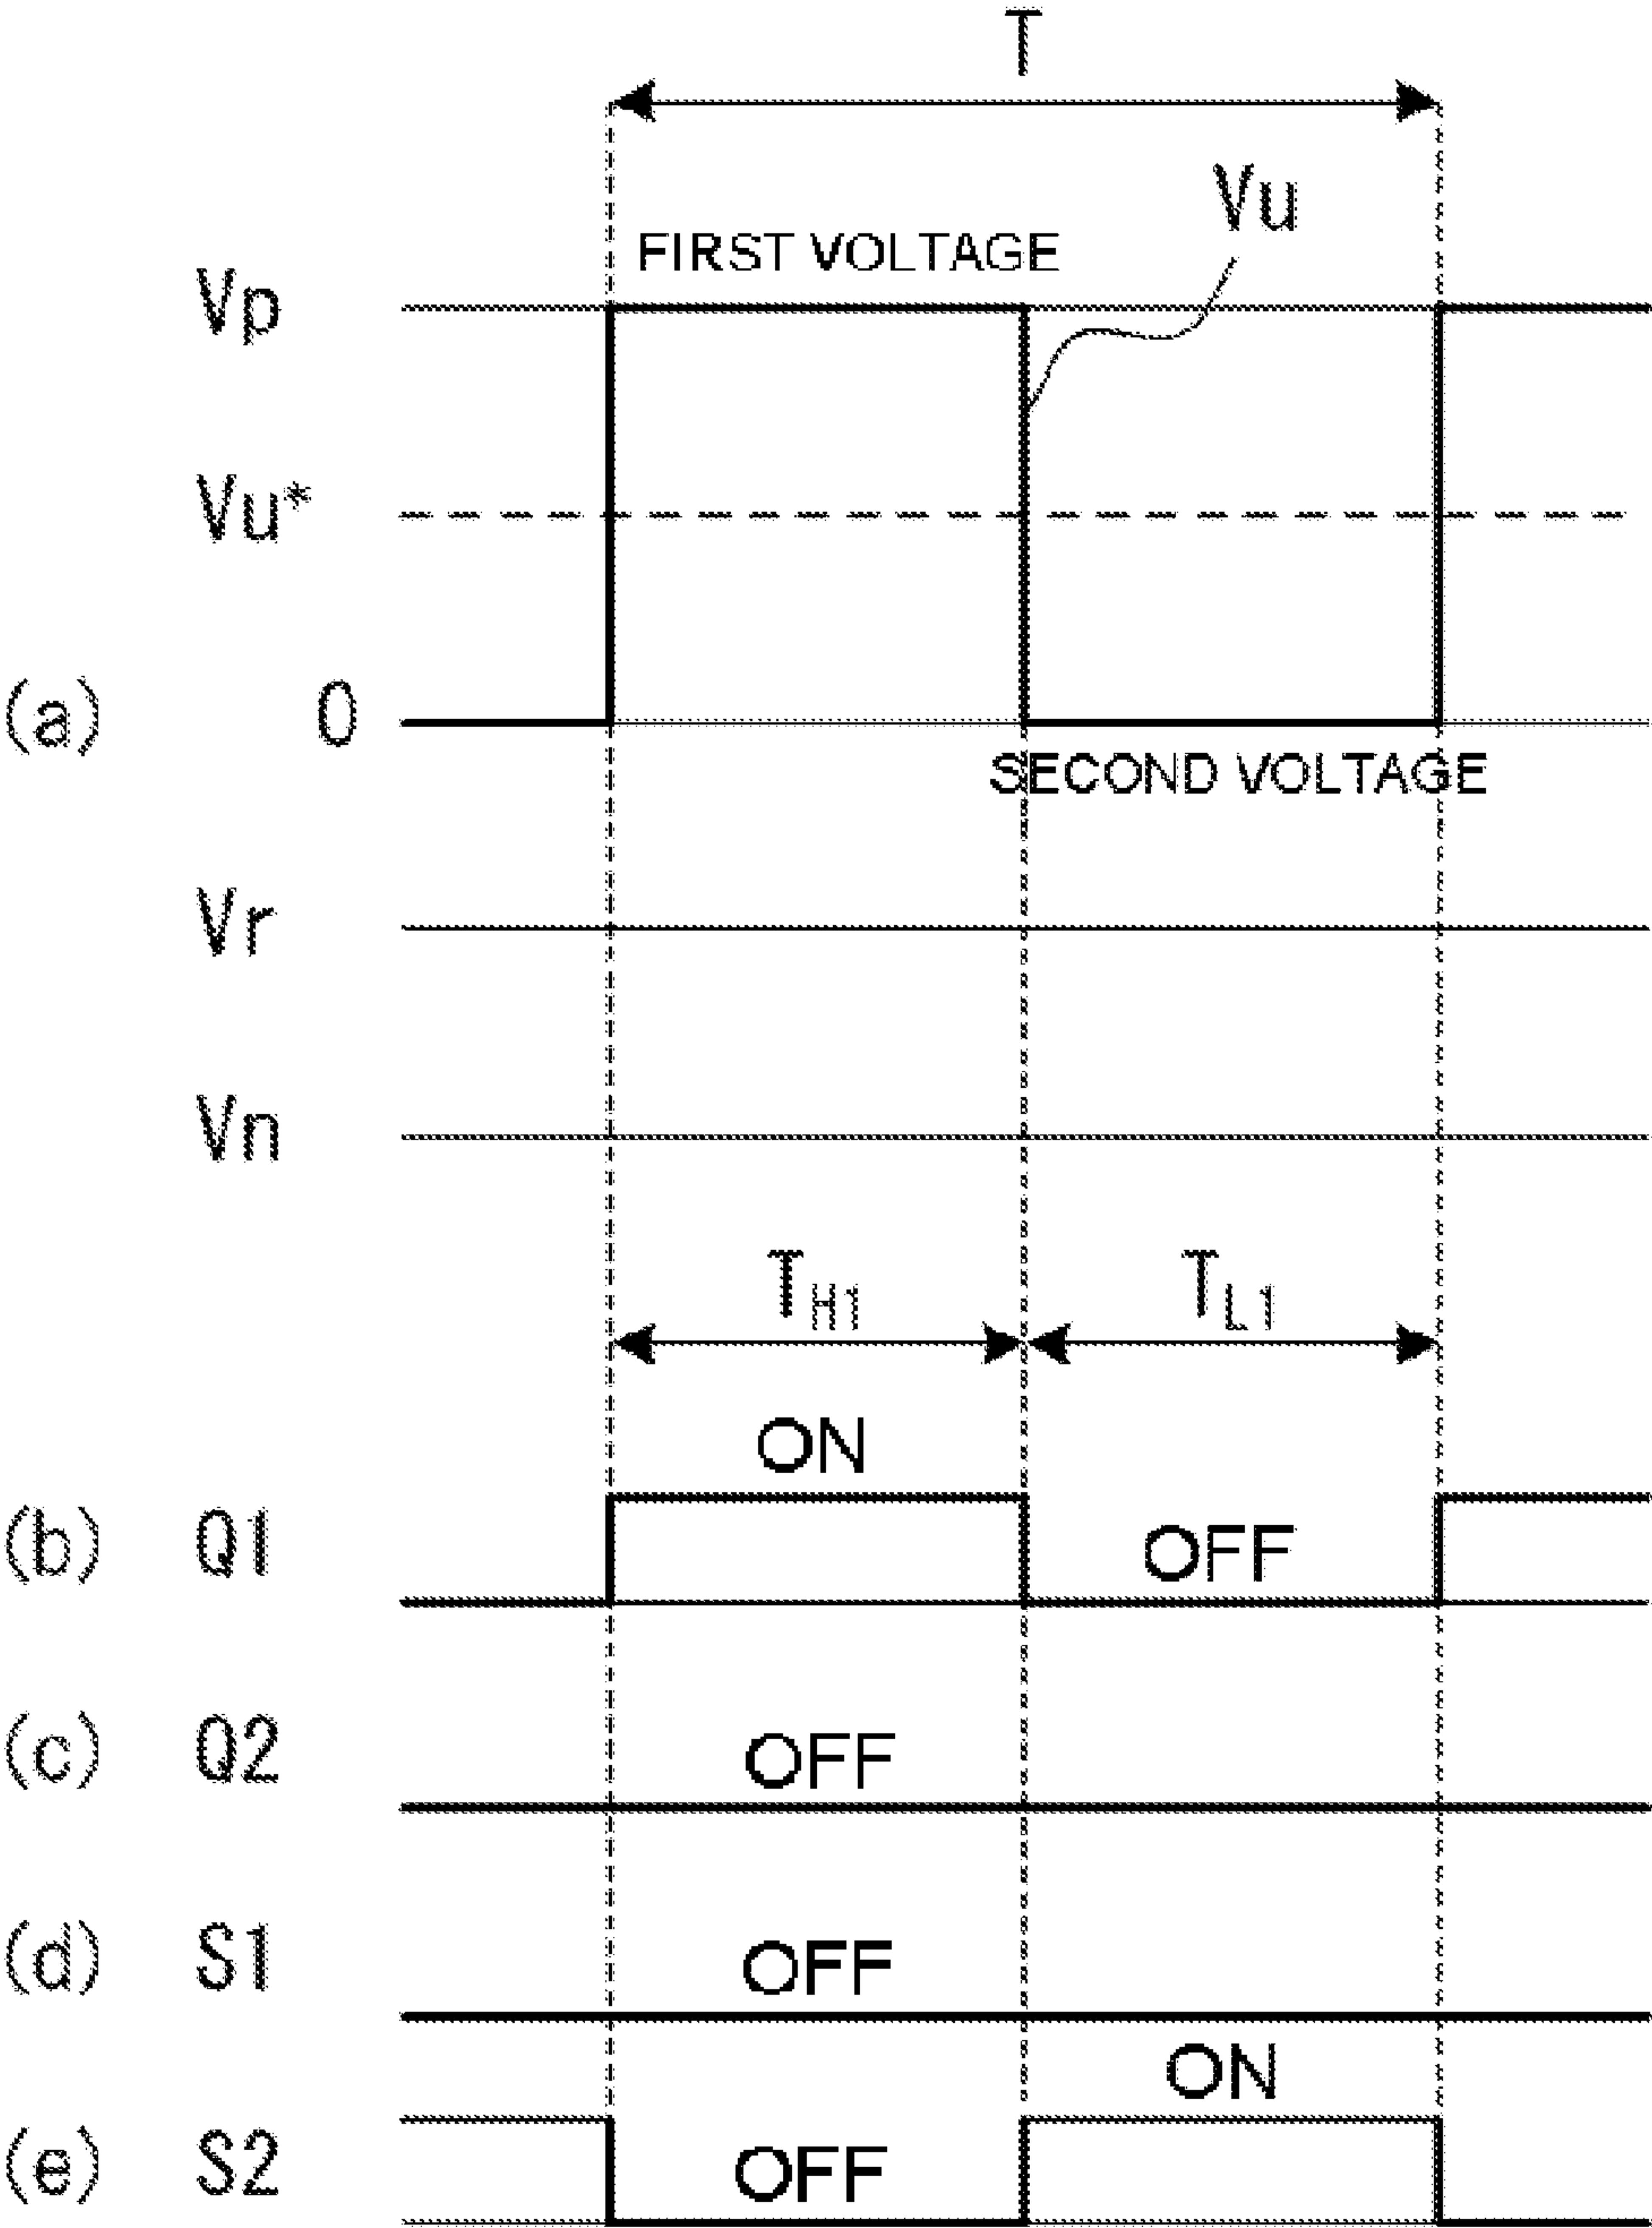 T
Vu
FIRST VOLTAGE
Vp
Vu*
(a) 0
SECOND VOLTAGE
Vr
Vn
TH1 TL1
ON
(b) Q1 OFF
(c) Q2 OFF
(d) S1 OFF
ON
(e) S2 OFF